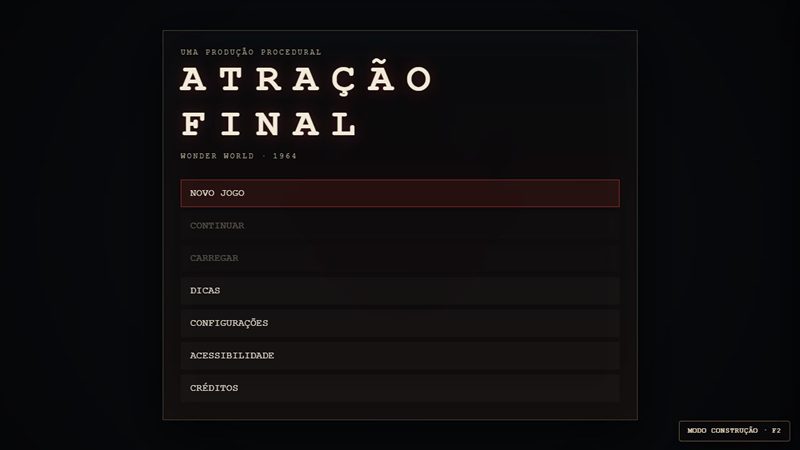 UMA PRODUÇÃO PROCEDURAL
ATRAÇÃO
FINAL
WONDER WORLD · 1964
NOVO JOGO
CONTINUAR
CARREGAR
DICAS
CONFIGURAÇÕES
ACESSIBILIDADE
CRÉDITOS
MODO CONSTRUÇÃO · F2